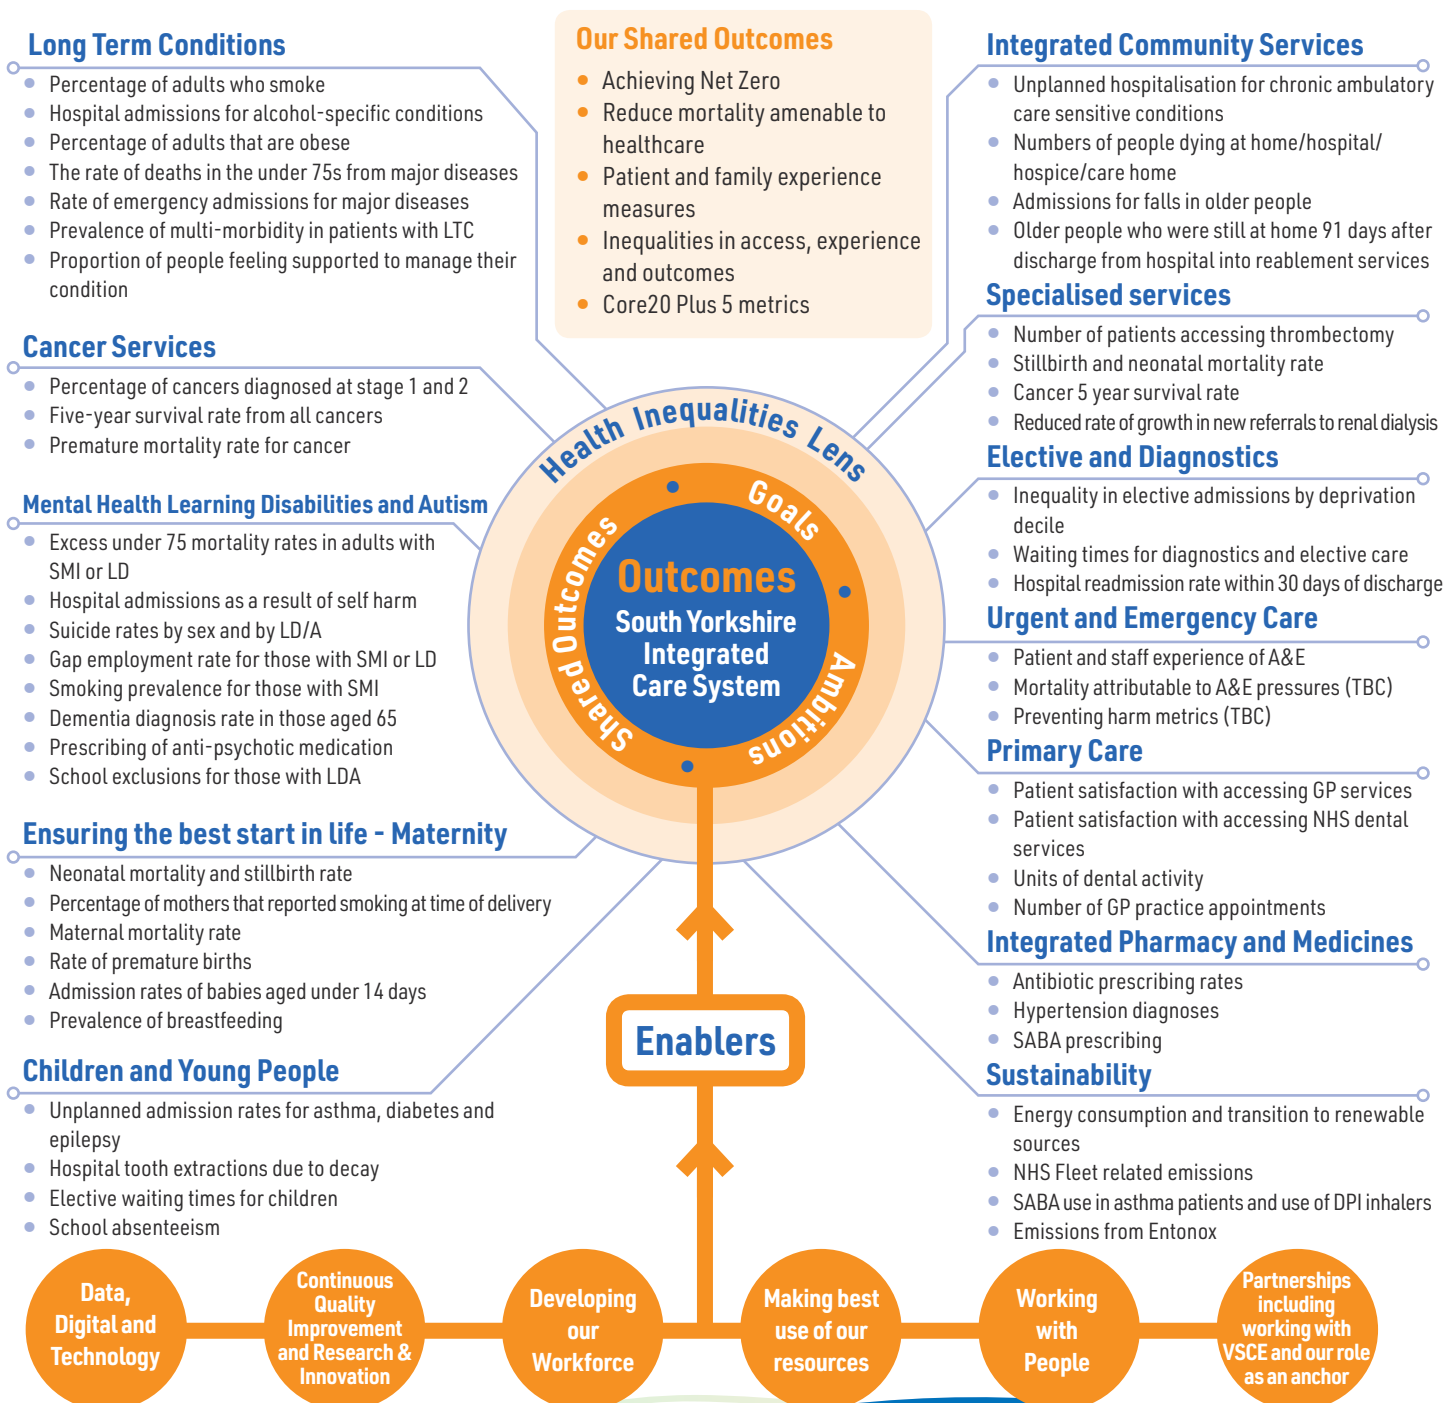 Long Term Conditions
Percentage of adults who smoke
Hospital admissions for alcohol-specific conditions
Percentage of adults that are obese
The rate of deaths in the under 75s from major diseases
Rate of emergency admissions for major diseases
Prevalence of multi-morbidity in patients with LTC
Proportion of people feeling supported to manage their
condition
Cancer Services
Percentage of cancers diagnosed at stage 1 and 2
Five-year survival rate from all cancers
Premature mortality rate for cancer
Mental Health Learning Disabilities and Autism
Excess under 75 mortality rates in adults with
SMI or LD
Hospital admissions as a result of self harm
Suicide rates by sex and by LD/A
Gap employment rate for those with SMI or LD
Smoking prevalence for those with SMI
Dementia diagnosis rate in those aged 65
Prescribing of anti-psychotic medication
School exclusions for those with LDA
Ensuring the best start in life - Maternity
Neonatal mortality and stillbirth rate
Percentage of mothers that reported smoking at time of delivery
Maternal mortality rate
Rate of premature births
Admission rates of babies aged under 14 days
Prevalence of breastfeeding
Children and Young People
Unplanned admission rates for asthma, diabetes and
epilepsy
Hospital tooth extractions due to decay
Elective waiting times for children
School absenteeism
Our Shared Outcomes
Achieving Net Zero
Reduce mortality amenable to
healthcare
Patient and family experience
measures
Inequalities in access, experience
and outcomes
Core20 Plus 5 metrics
Health Inequalities Lens
Shared Outcomes
Goals
Ambitions
Outcomes
South Yorkshire
Integrated
Care System
Enablers
Integrated Community Services
Unplanned hospitalisation for chronic ambulatory
care sensitive conditions
Numbers of people dying at home/hospital/
hospice/care home
Admissions for falls in older people
Older people who were still at home 91 days after
discharge from hospital into reablement services
Specialised services
Number of patients accessing thrombectomy
Stillbirth and neonatal mortality rate
Cancer 5 year survival rate
Reduced rate of growth in new referrals to renal dialysis
Elective and Diagnostics
Inequality in elective admissions by deprivation
decile
Waiting times for diagnostics and elective care
Hospital readmission rate within 30 days of discharge
Urgent and Emergency Care
Patient and staff experience of A&E
Mortality attributable to A&E pressures (TBC)
Preventing harm metrics (TBC)
Primary Care
Patient satisfaction with accessing GP services
Patient satisfaction with accessing NHS dental
services
Units of dental activity
Number of GP practice appointments
Integrated Pharmacy and Medicines
Antibiotic prescribing rates
Hypertension diagnoses
SABA prescribing
Sustainability
Energy consumption and transition to renewable
sources
NHS Fleet related emissions
SABA use in asthma patients and use of DPI inhalers
Emissions from Entonox
Data,
Digital and
Technology
Continuous
Quality
Improvement
and Research &
Innovation
Developing
our
Workforce
Making best
use of our
resources
Working
with
People
Partnerships
including
working with
VSCE and our role
as an anchor